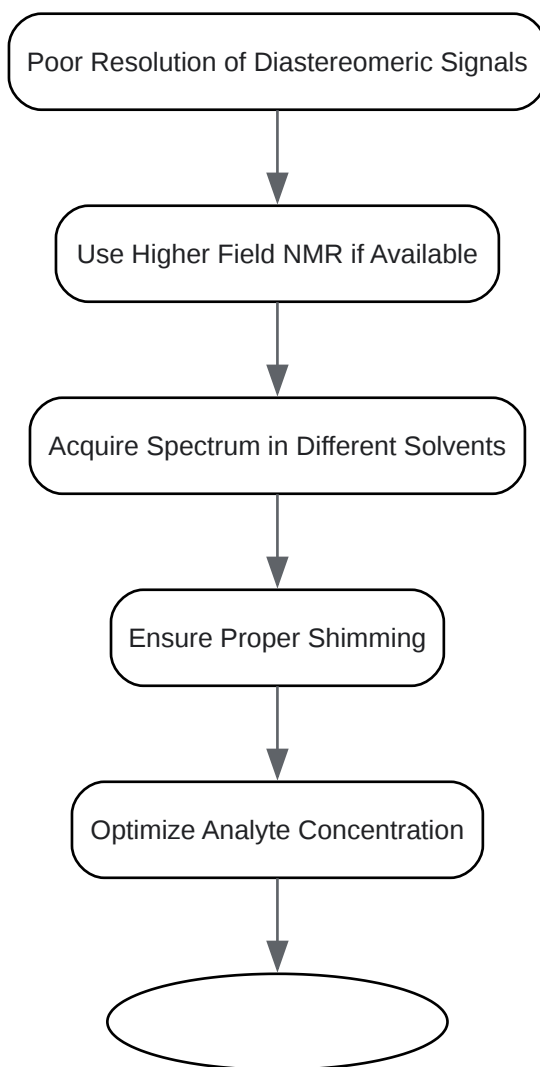 Poor Resolution of Diastereomeric Signals
Use Higher Field NMR if Available
Acquire Spectrum in Different Solvents
Ensure Proper Shimming
Optimize Analyte Concentration